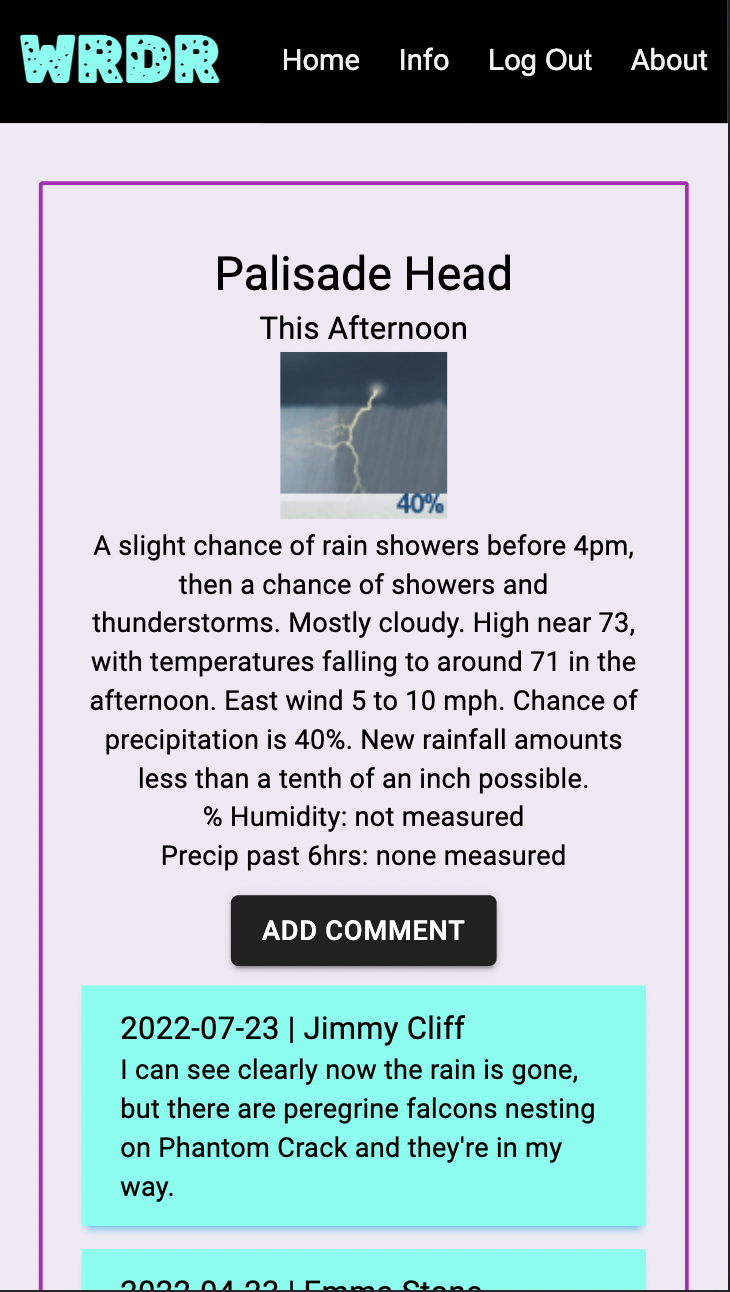 WRDR
Home Info Log Out About
Palisade Head
This Afternoon
40%
A slight chance of rain showers before 4pm,
then a chance of showers and
thunderstorms. Mostly cloudy. High near 73,
with temperatures falling to around 71 in the
afternoon. East wind 5 to 10 mph. Chance of
precipitation is 40%. New rainfall amounts
less than a tenth of an inch possible.
% Humidity: not measured
Precip past 6hrs: none measured
ADD COMMENT
2022-07-23 | Jimmy Cliff
I can see clearly now the rain is gone,
but there are peregrine falcons nesting
on Phantom Crack and they're in my
way.